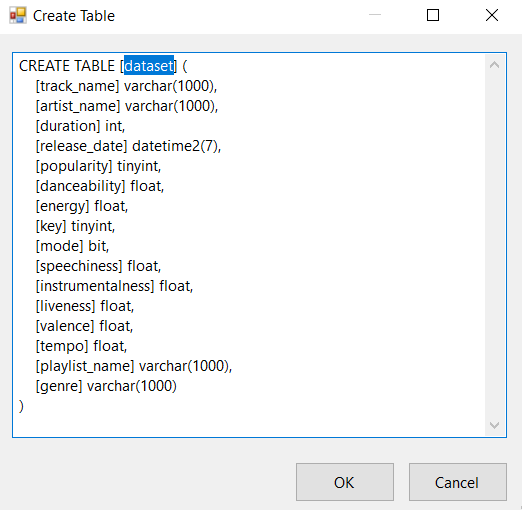 Create Table
CREATE TABLE [dataset] (
[track_name] varchar(1000),
[artist_name] varchar(1000),
[duration] int,
[release_date] datetime2(7),
[popularity] tinyint,
[danceability] float,
[energy] float,
[key] tinyint,
[mode] bit,
[speechiness] float,
[instrumentalness] float,
[liveness] float,
[valence] float,
[tempo] float,
[playlist_name] varchar(1000),
[genre] varchar(1000)
)
OK Cancel